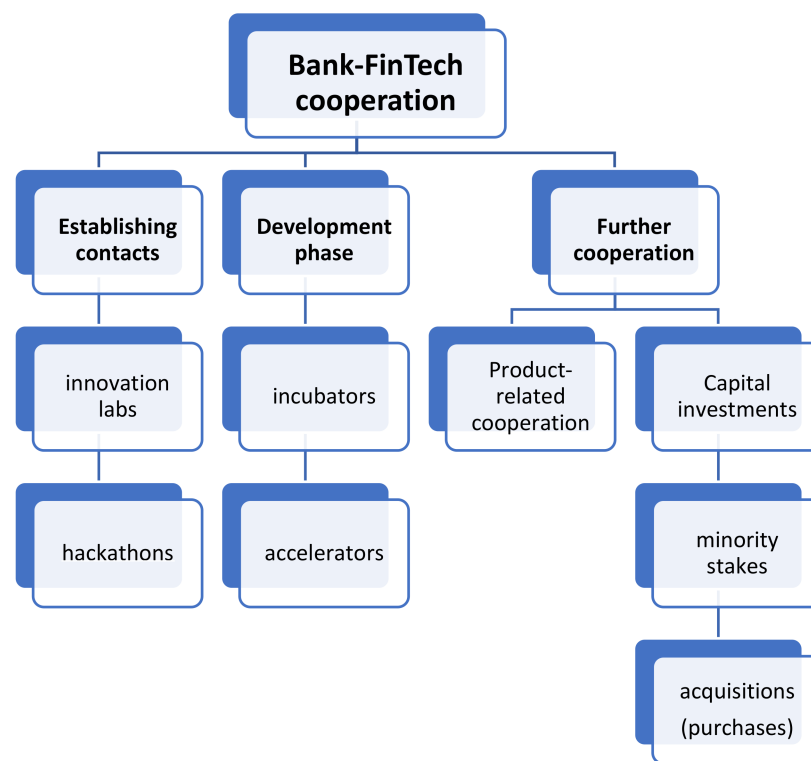 Bank-FinTech
cooperation
Establishing
contacts
Development
phase
Further
cooperation
innovation
labs
incubators
Product-
related
cooperation
Capital
investments
hackathons
accelerators
minority
stakes
acquisitions
(purchases)